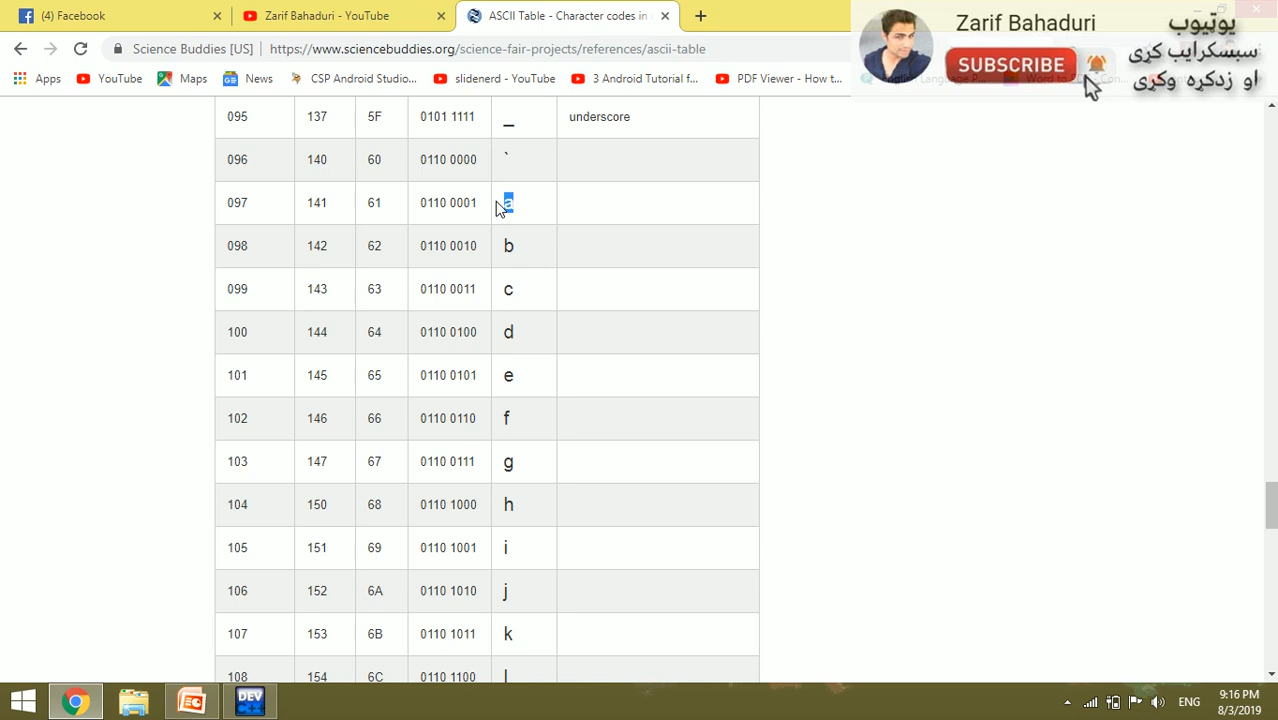 (4) Facebook
Zarif Bahaduri - YouTube
ASCII Table - Character codes in
Science Buddies [US] | https://www.sciencebuddies.org/science-fair-projects/references/ascii-table
Apps YouTube Maps News CSP Android Studio... slidenerd - YouTube 3 Android Tutorial f... PDF Viewer - How to
Zarif Bahaduri
SUBSCRIBE
یوټیوب
سبسکرایب کړی
او زدکړه وکړی
095 137 5F 0101 1111 _ underscore
096 140 60 0110 0000 `
097 141 61 0110 0001 a
098 142 62 0110 0010 b
099 143 63 0110 0011 c
100 144 64 0110 0100 d
101 145 65 0110 0101 e
102 146 66 0110 0110 f
103 147 67 0110 0111 g
104 150 68 0110 1000 h
105 151 69 0110 1001 i
106 152 6A 0110 1010 j
107 153 6B 0110 1011 k
108 154 6C 0110 1100 l
DEV
ENG
9:16 PM
8/3/2019